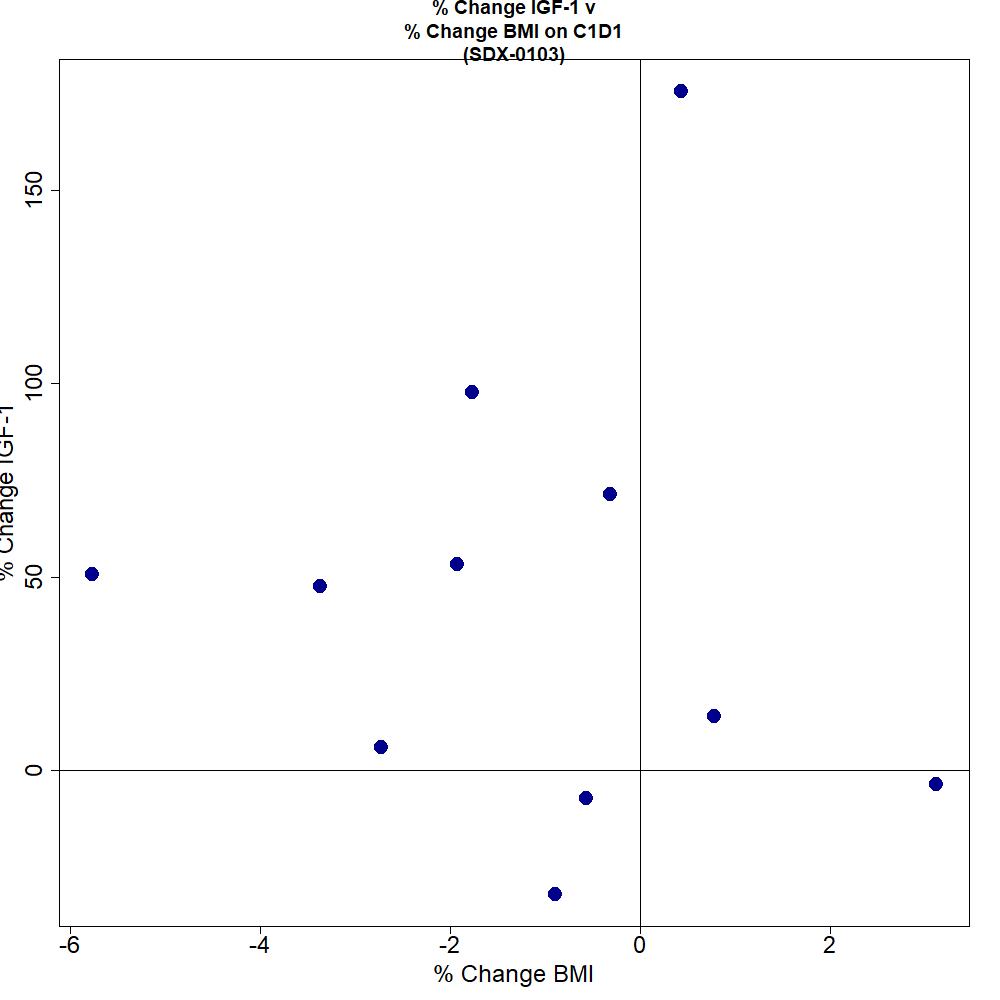 % Change IGF-1 v
% Change BMI on C1D1
(SDX-0103)
% Change IGF-1
150
100
50
0
-6
-4
-2
0
2
% Change BMI